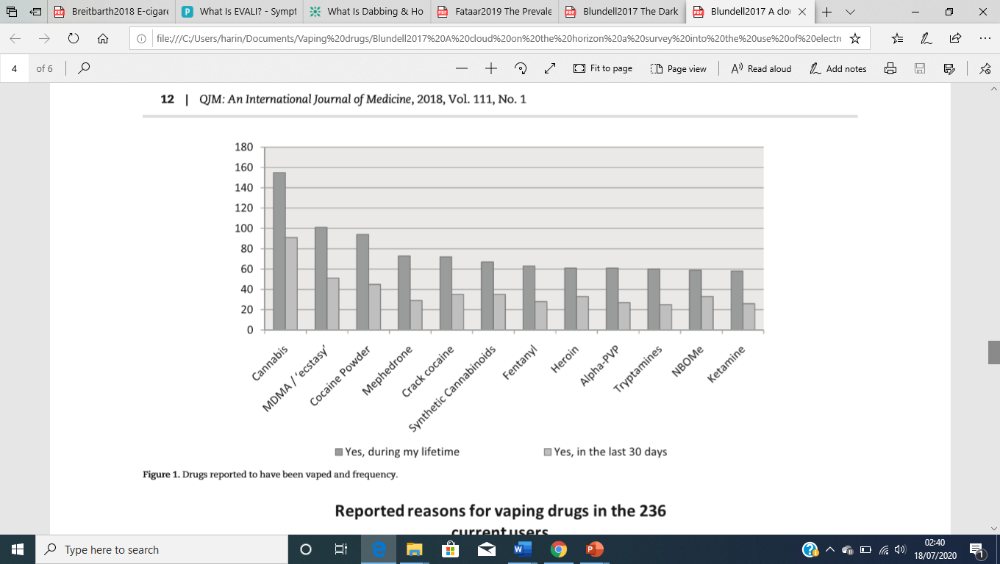 Breitbarth2018 E-cigare
What Is EVALI? - Sympt
What Is Dabbing & Ho
Fataar2019 The Prevale
Blundell2017 The Dark
Blundell2017 A clou
file:///C:/Users/harin/Documents/Vaping%20drugs/Blundell2017%20A%20cloud%20on%20the%20horizon%20a%20survey%20into%20the%20use%20of%20electro
4 of 6
Fit to page
Page view
Read aloud
Add notes
12 | QJM: An International Journal of Medicine, 2018, Vol. 111, No. 1
180
160
140
120
100
80
60
40
20
0
Cannabis
MDMA / ‘ecstasy’
Cocaine Powder
Mephedrone
Crack cocaine
Synthetic Cannabinoids
Fentanyl
Heroin
Alpha-PVP
Tryptamines
NBOMe
Ketamine
Yes, during my lifetime
Yes, in the last 30 days
Figure 1. Drugs reported to have been vaped and frequency.
Reported reasons for vaping drugs in the 236
current users
Type here to search
02:40
18/07/2020
1